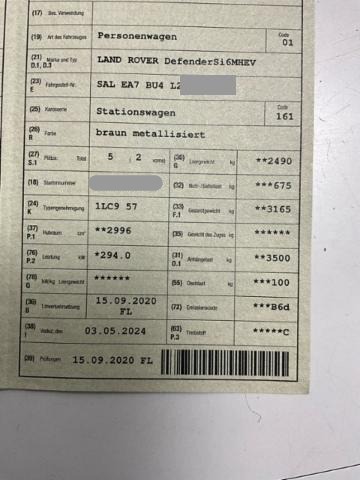 (17) Bes. Verwendung
(19) Art des Fahrzeuges Personenwagen Code 01
(21) Marke und Typ LAND ROVER DefenderSi6MHEV
D.1, D.3
(23) Fahrgestell-Nr. SAL EA7 BU4 L2
E
(25) Karosserie Stationswagen Code 161
(26) Farbe braun metallisiert
R
(27) Plätze: Total 5 ( 2 vorne) (30) Leergewicht kg **2490
S.1 G
(18) Stammnummer (32) Nutz-/Sattellast kg ***675
(24) Typengenehmigung 1LC9 57 (33) Gesamtgewicht kg **3165
K F.1
(37) Hubraum cm³ **2996 (35) Gewicht des Zuges kg ******
P.1
(76) Leistung kW *294.0 (31) Anhängelast kg **3500
P.2 O.1
(78) kW/kg Leergewicht ****** (55) Dachlast kg ***100
(36) 1. Inverkehrsetzung 15.09.2020 (72) Emissionscode ***B6d
B FL
(38) 03.05.2024 (63) *****C
I P.3
(39) Prüfungen 15.09.2020 FL